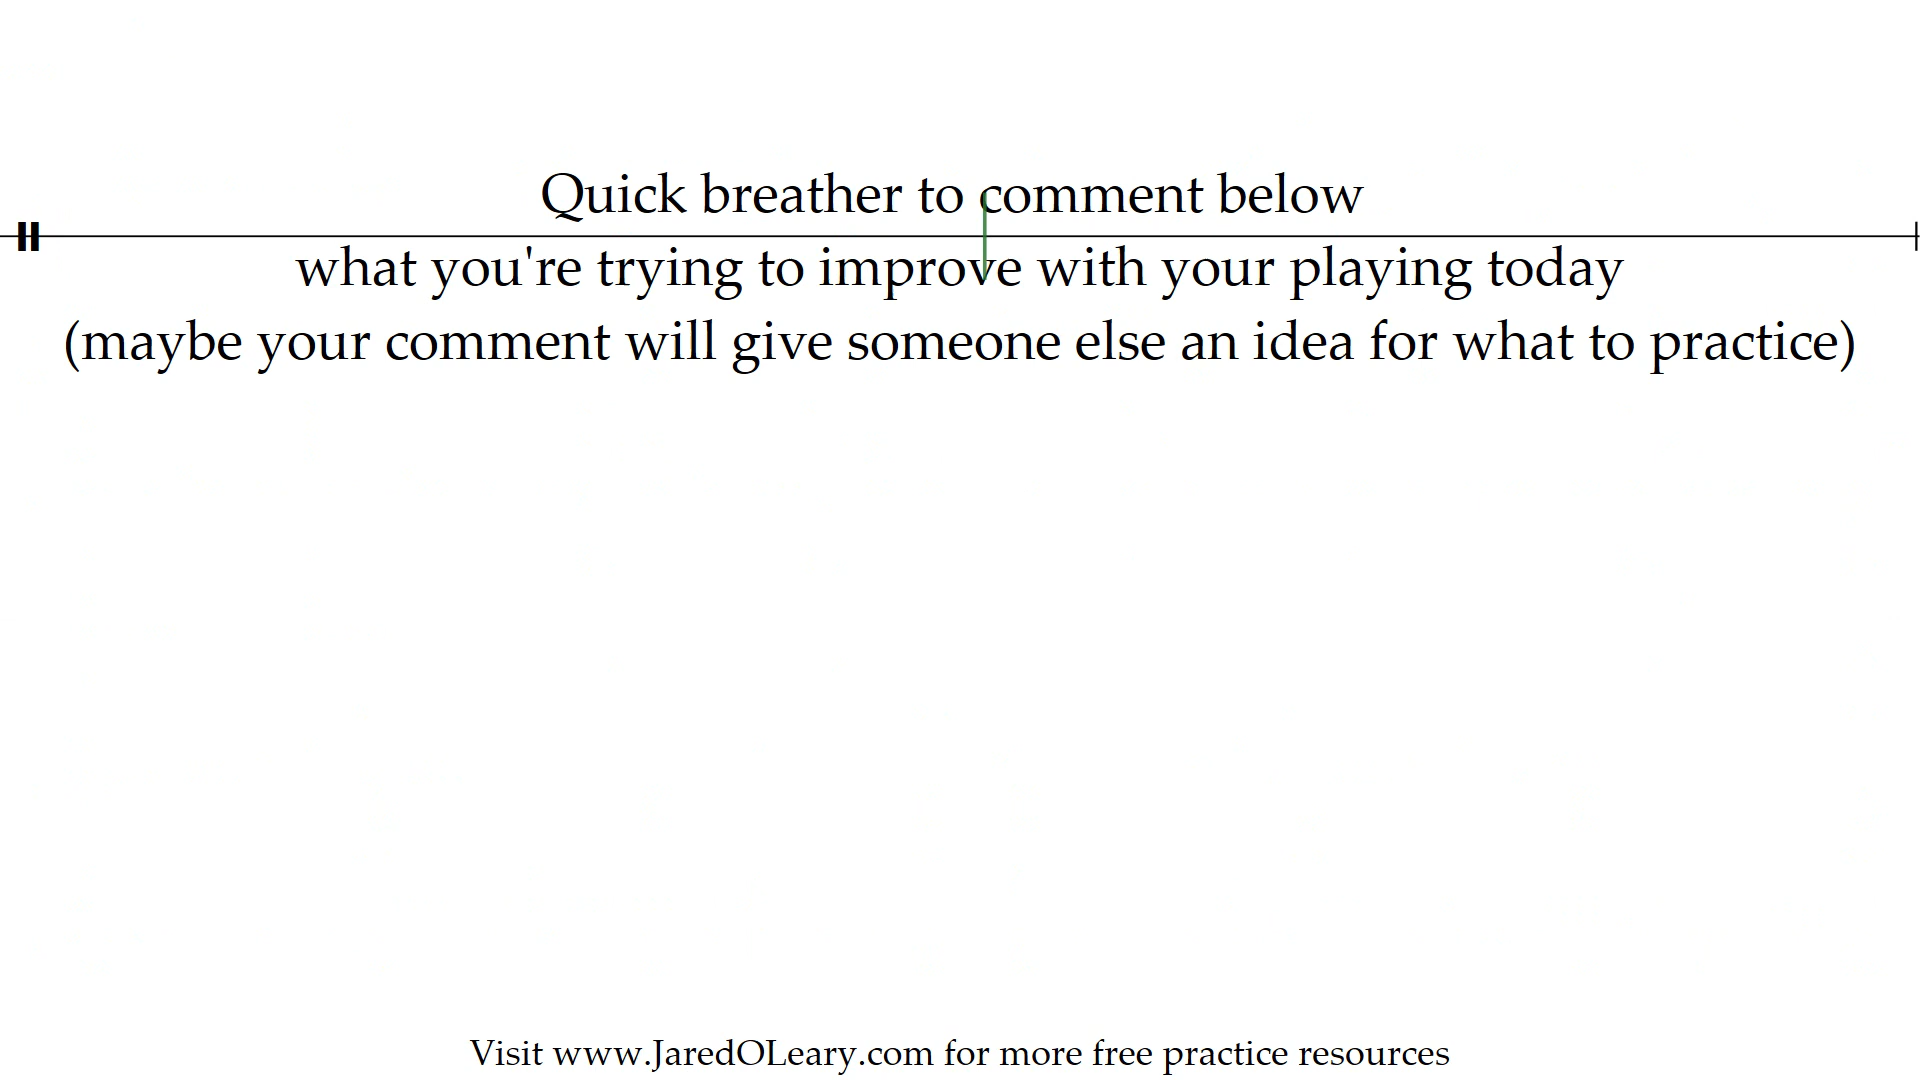 Quick breather to comment below
what you're trying to improve with your playing today
(maybe your comment will give someone else an idea for what to practice)
Visit www.JaredOLeary.com for more free practice resources